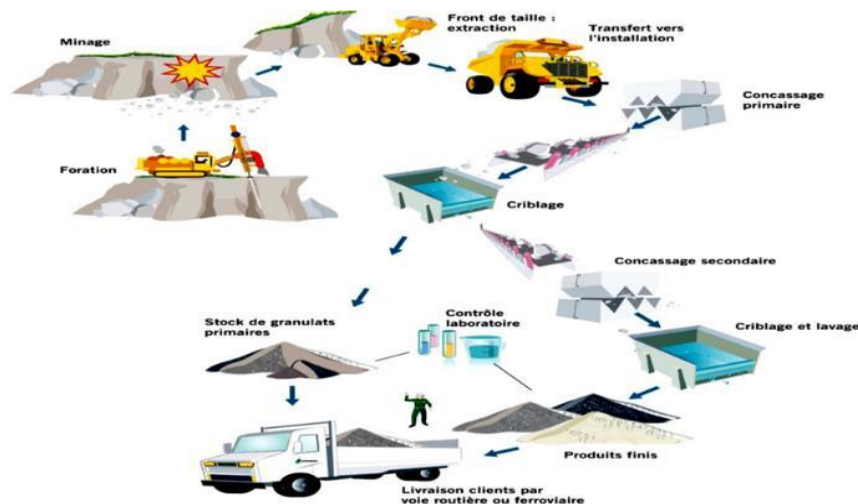 Minage
Front de taille :
extraction
Transfert vers
l'installation
Concassage
primaire
Foration
Criblage
Concassage secondaire
Stock de granulats
primaires
Contrôle
laboratoire
Criblage et lavage
Produits finis
Livraison clients par
voie routière ou ferroviaire